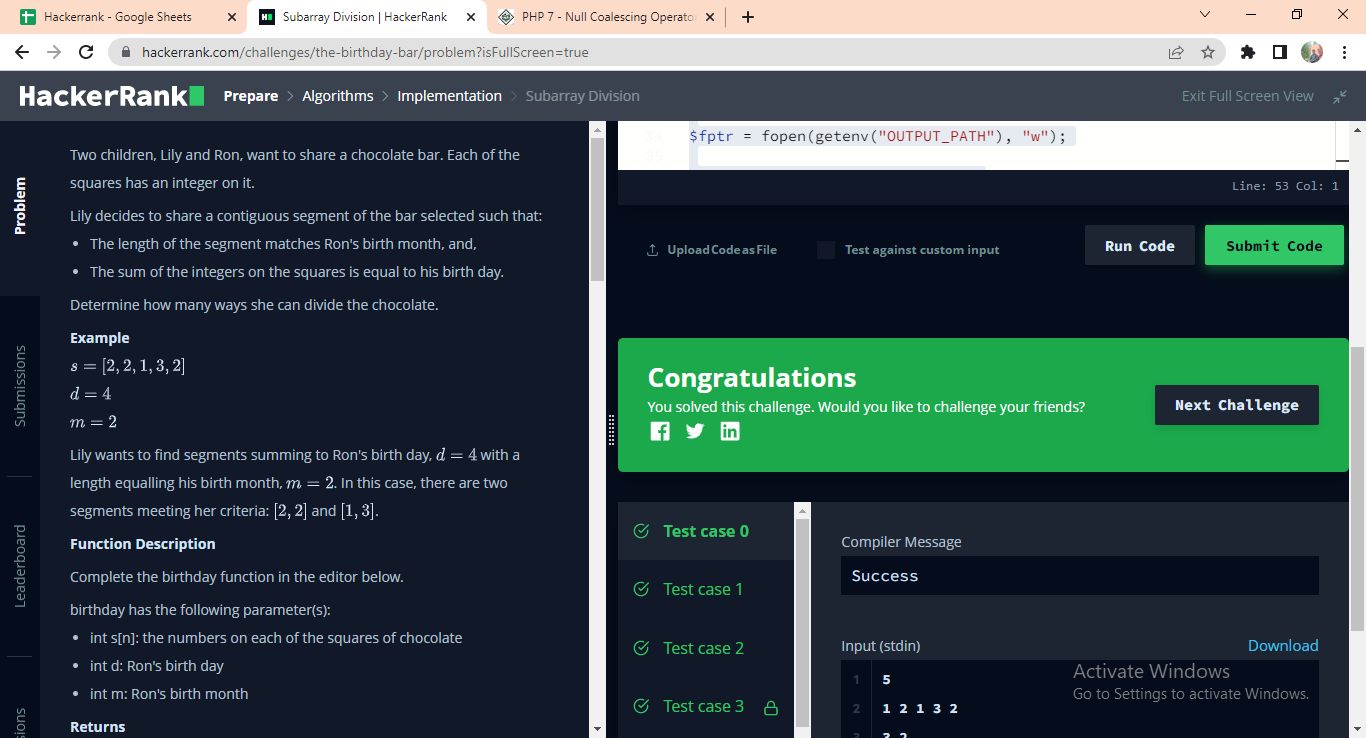 Hackerrank - Google Sheets
Subarray Division | HackerRank
PHP 7 - Null Coalescing Operato
hackerrank.com/challenges/the-birthday-bar/problem?isFullScreen=true
HackerRank
Prepare > Algorithms > Implementation > Subarray Division
Exit Full Screen View
Problem
Submissions
Leaderboard
Two children, Lily and Ron, want to share a chocolate bar. Each of the
squares has an integer on it.
Lily decides to share a contiguous segment of the bar selected such that:
• The length of the segment matches Ron's birth month, and,
• The sum of the integers on the squares is equal to his birth day.
Determine how many ways she can divide the chocolate.
Example
s = [2, 2, 1, 3, 2]
d = 4
m = 2
Lily wants to find segments summing to Ron's birth day, d = 4 with a
length equalling his birth month, m = 2. In this case, there are two
segments meeting her criteria: [2, 2] and [1, 3].
Function Description
Complete the birthday function in the editor below.
birthday has the following parameter(s):
• int s[n]: the numbers on each of the squares of chocolate
• int d: Ron's birth day
• int m: Ron's birth month
Returns
34 $fptr = fopen(getenv("OUTPUT_PATH"), "w");
35
Line: 53 Col: 1
Upload Code as File
Test against custom input
Run Code
Submit Code
Congratulations
You solved this challenge. Would you like to challenge your friends?
Next Challenge
Test case 0
Test case 1
Test case 2
Test case 3
Compiler Message
Success
Input (stdin)
Download
1 5
2 1 2 1 3 2
3 3 2
Activate Windows
Go to Settings to activate Windows.